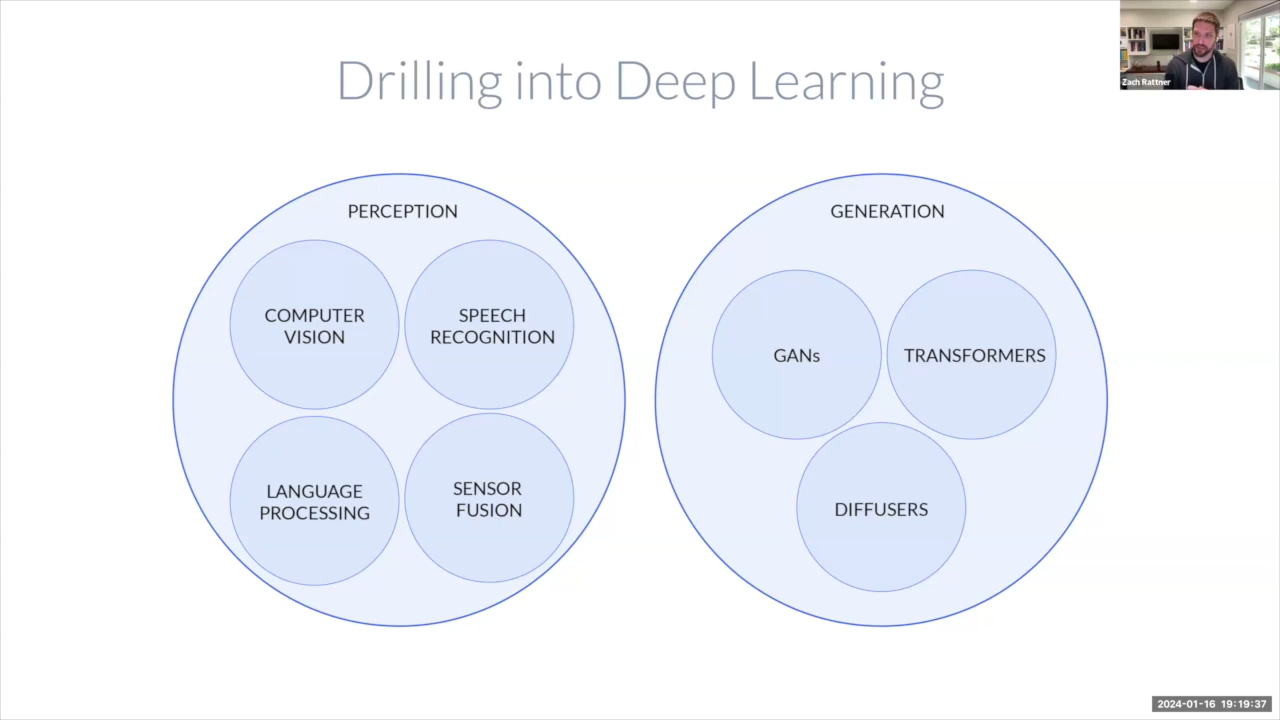 Drilling into Deep Learning
Zach Rattner
PERCEPTION
COMPUTER
VISION
SPEECH
RECOGNITION
LANGUAGE
PROCESSING
SENSOR
FUSION
GENERATION
GANs
TRANSFORMERS
DIFFUSERS
2024-01-16 19:19:37